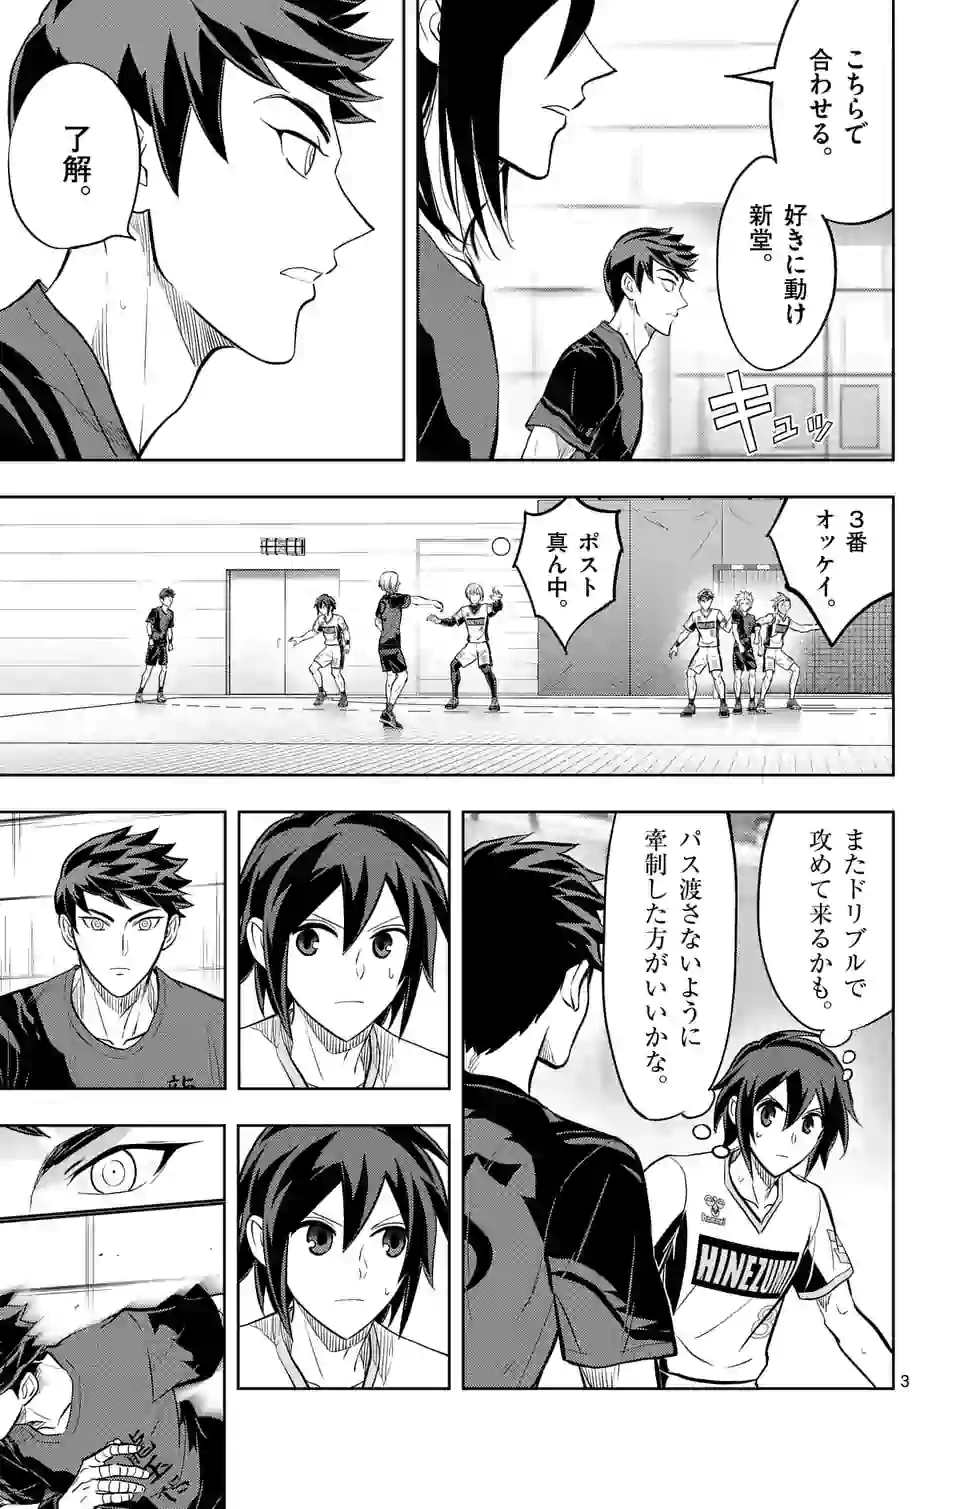 こちらで
合わせる。
好きに動け
新堂。
キュッ
了解。
3番
オッケイ。
ポスト
真ん中。
またドリブルで
攻めて来るかも。
パス渡さないように
牽制した方がいいかな。
HINEZUM
3